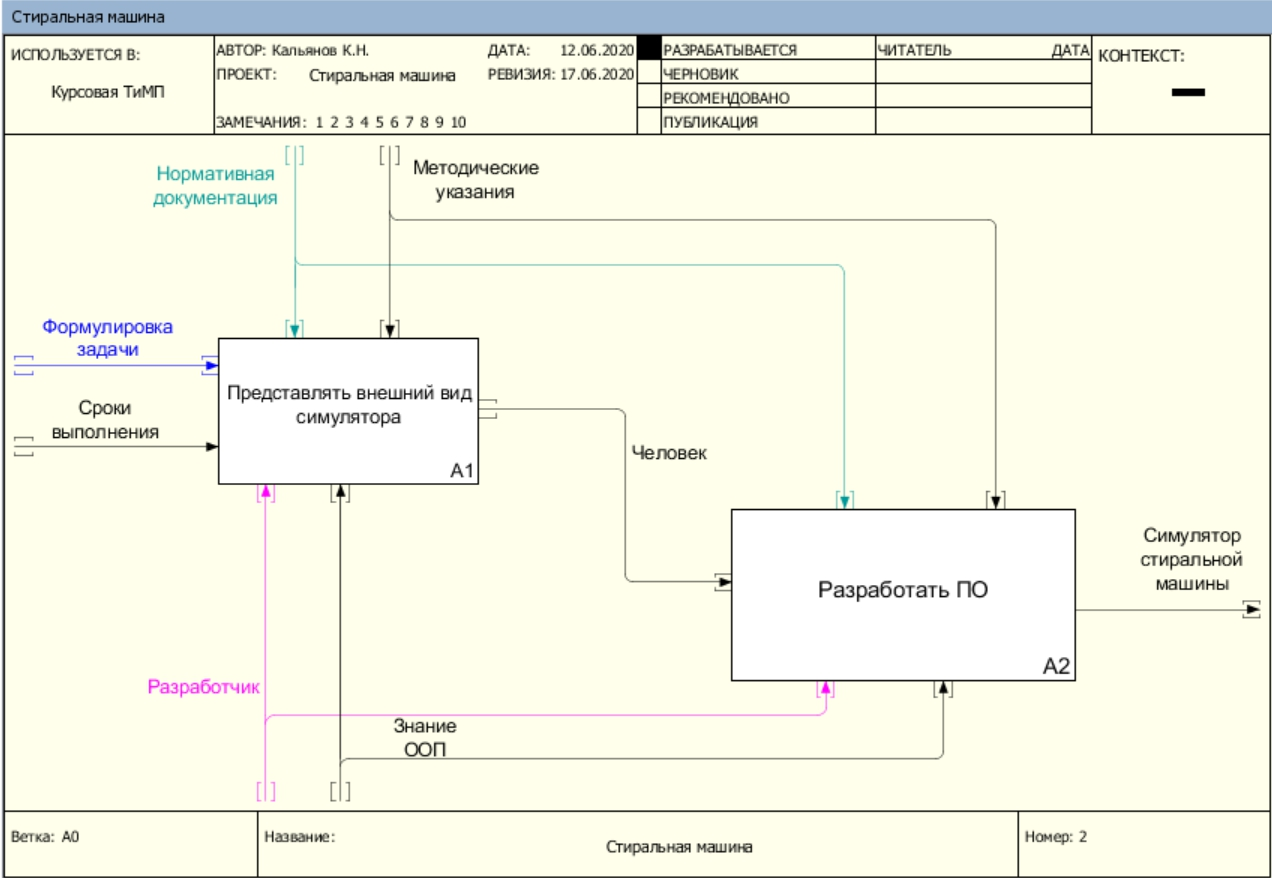 Стиральная машина
ИСПОЛЬЗУЕТСЯ В:
Курсовая ТиМП
АВТОР: Кальянов К.Н.
ДАТА: 12.06.2020
ПРОЕКТ: Стиральная машина
РЕВИЗИЯ: 17.06.2020
ЗАМЕЧАНИЯ: 1 2 3 4 5 6 7 8 9 10
РАЗРАБАТЫВАЕТСЯ
ЧЕРНОВИК
РЕКОМЕНДОВАНО
ПУБЛИКАЦИЯ
ЧИТАТЕЛЬ
ДАТА
КОНТЕКСТ:
Нормативная
документация
Методические
указания
Формулировка
задачи
Сроки
выполнения
Представлять внешний вид
симулятора
A1
Человек
Разработать ПО
A2
Симулятор
стиральной
машины
Разработчик
Знание
ООП
Ветка: A0
Название:
Стиральная машина
Номер: 2